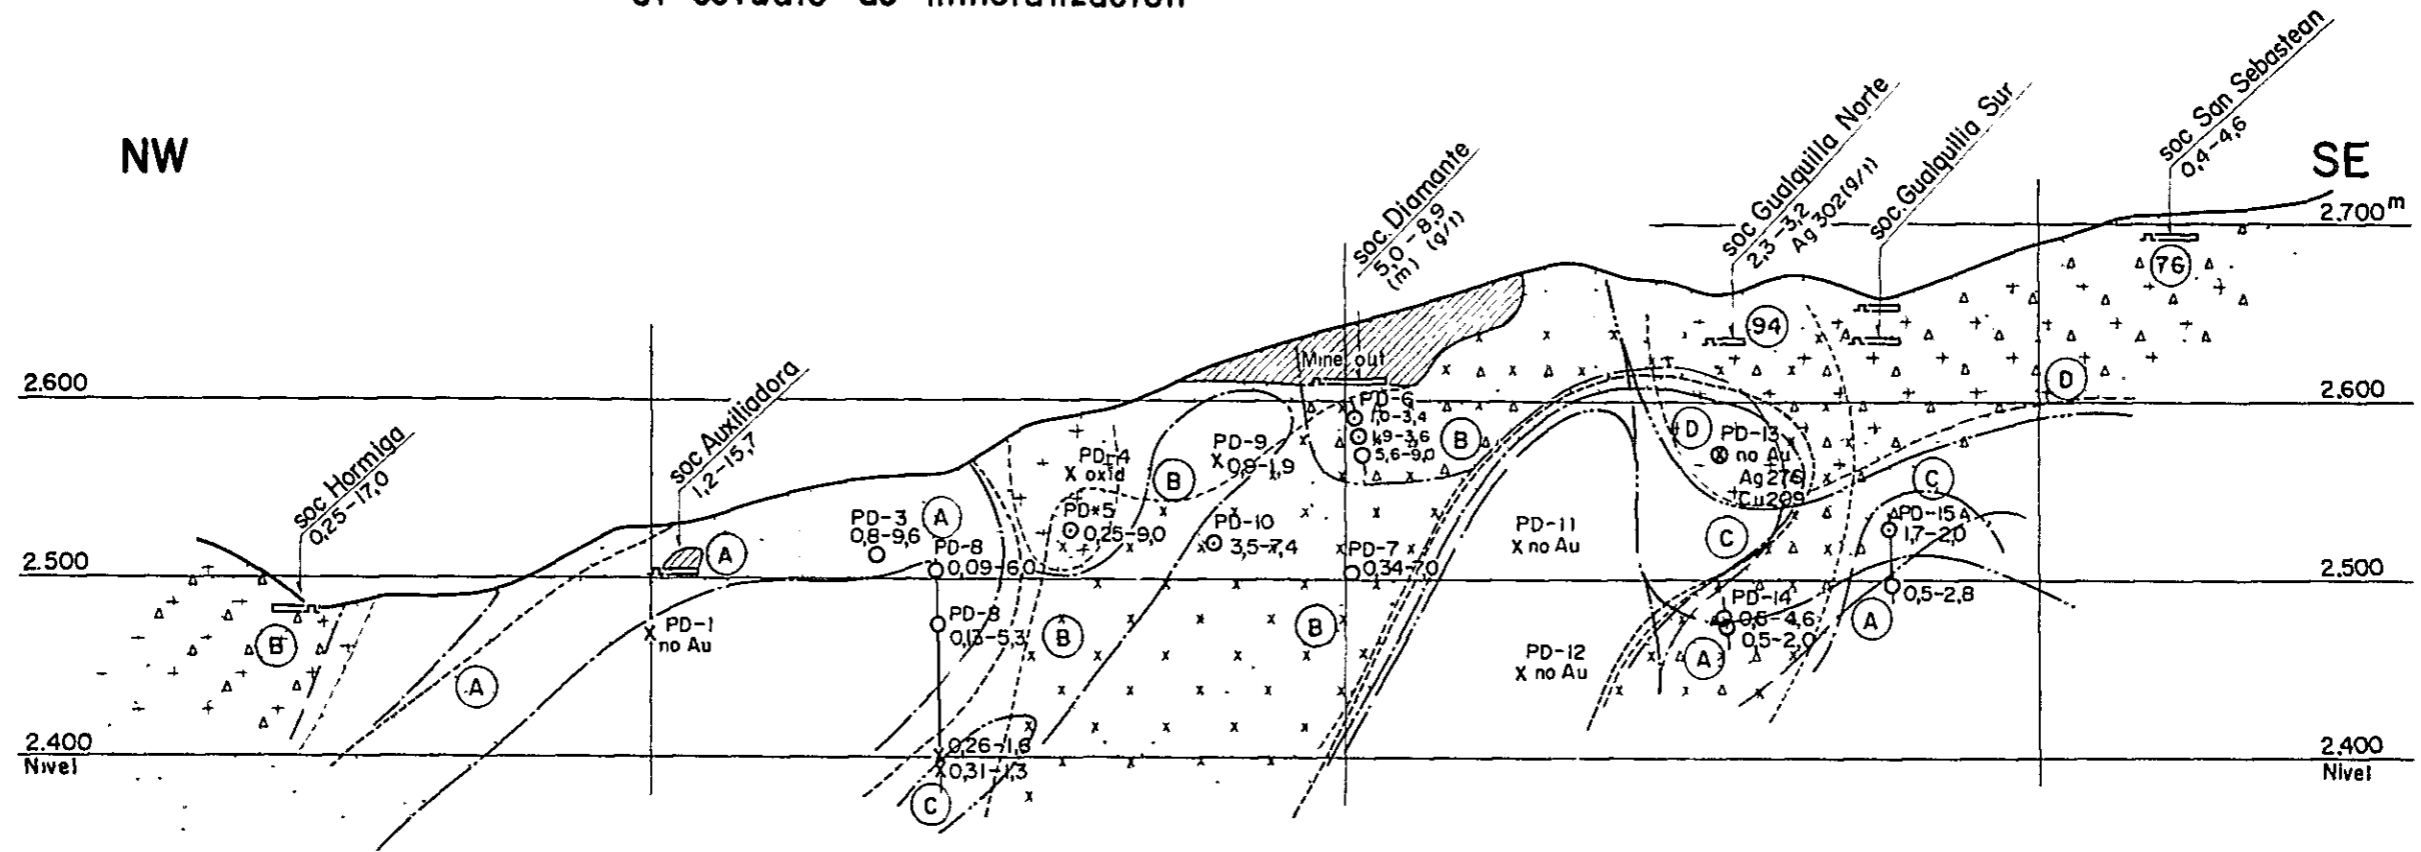 NW
SE
soc Hormiga
0,25-17,0
soc Auxiliadora
1,2-15,7
soc Diamante
5,0-8,9
(m) (g/t)
soc Gualquilla Norte
2,3-3,2
Ag 302(g/t)
soc Gualquilla Sur
soc San Sebastean
0,4-4,6
2.700 m
76
94
Mined out
2.600
2.600
D
PD-6
1,0-3,4
1,9-3,6
5,6-9,0
B
PD-4
X oxid
B
PD-9
X 0,9-1,9
D
PD-13
no Au
Ag 276
Cu 209
C
PD-3
0,8-9,6
A
PD-8
0,09-6,0
PD-5
0,25-9,0
PD-10
3,5-7,4
PD-7
0,34-7,0
PD-11
X no Au
C
PD-15
1,7-2,0
A
2.500
2.500
0,5-2,8
B
A
PD-1
X no Au
PD-8
0,13-5,3
B
B
PD-12
X no Au
PD-14
0,6-4,6
0,5-2,0
A
A
2.400
Nivel
0,26-1,8
0,31-1,3
C
2.400
Nivel